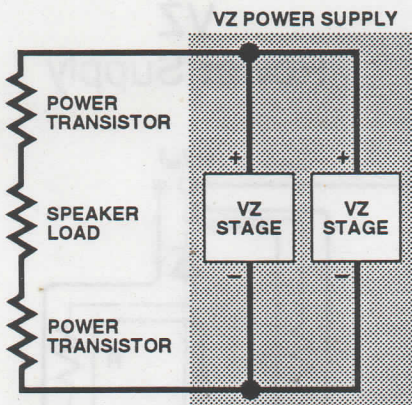 VZ POWER SUPPLY
POWER
TRANSISTOR
+
+
SPEAKER
LOAD
VZ
STAGE
VZ
STAGE
–
–
POWER
TRANSISTOR